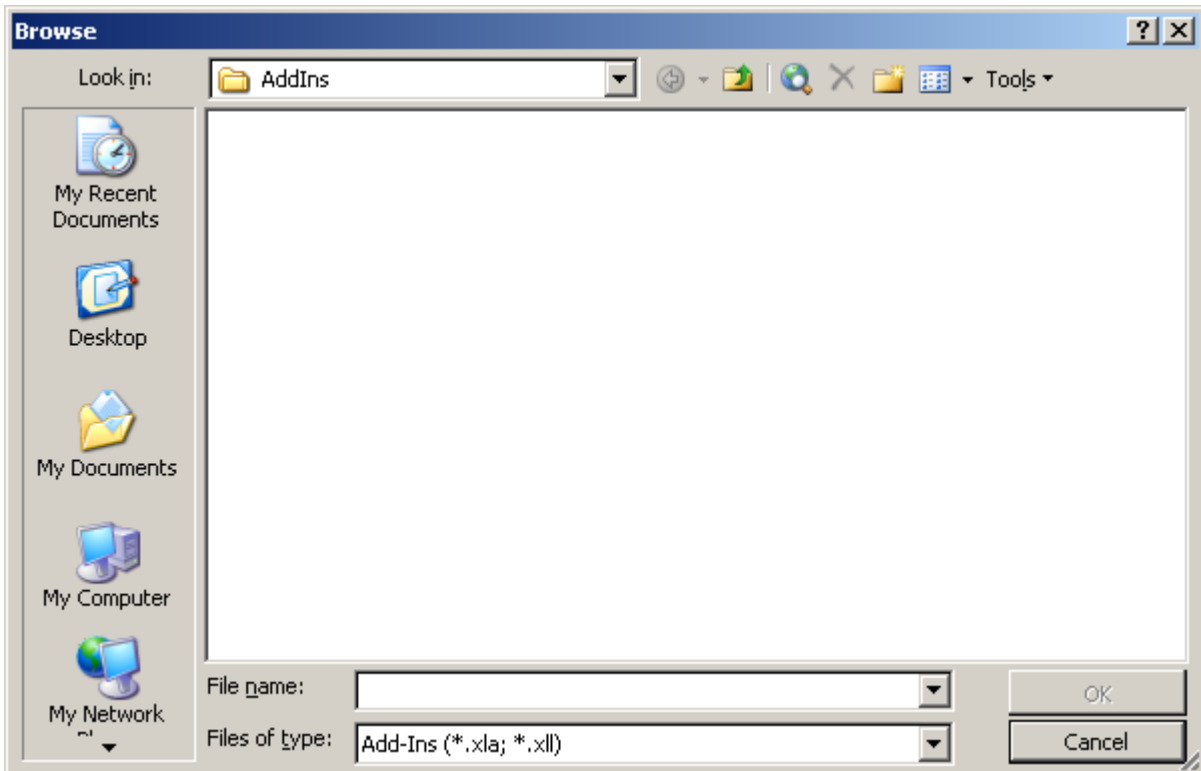 Browse
Look in:
AddIns
Tools
My Recent
Documents
Desktop
My Documents
My Computer
My Network
File name:
OK
Files of type:
Add-Ins (*.xla; *.xll)
Cancel